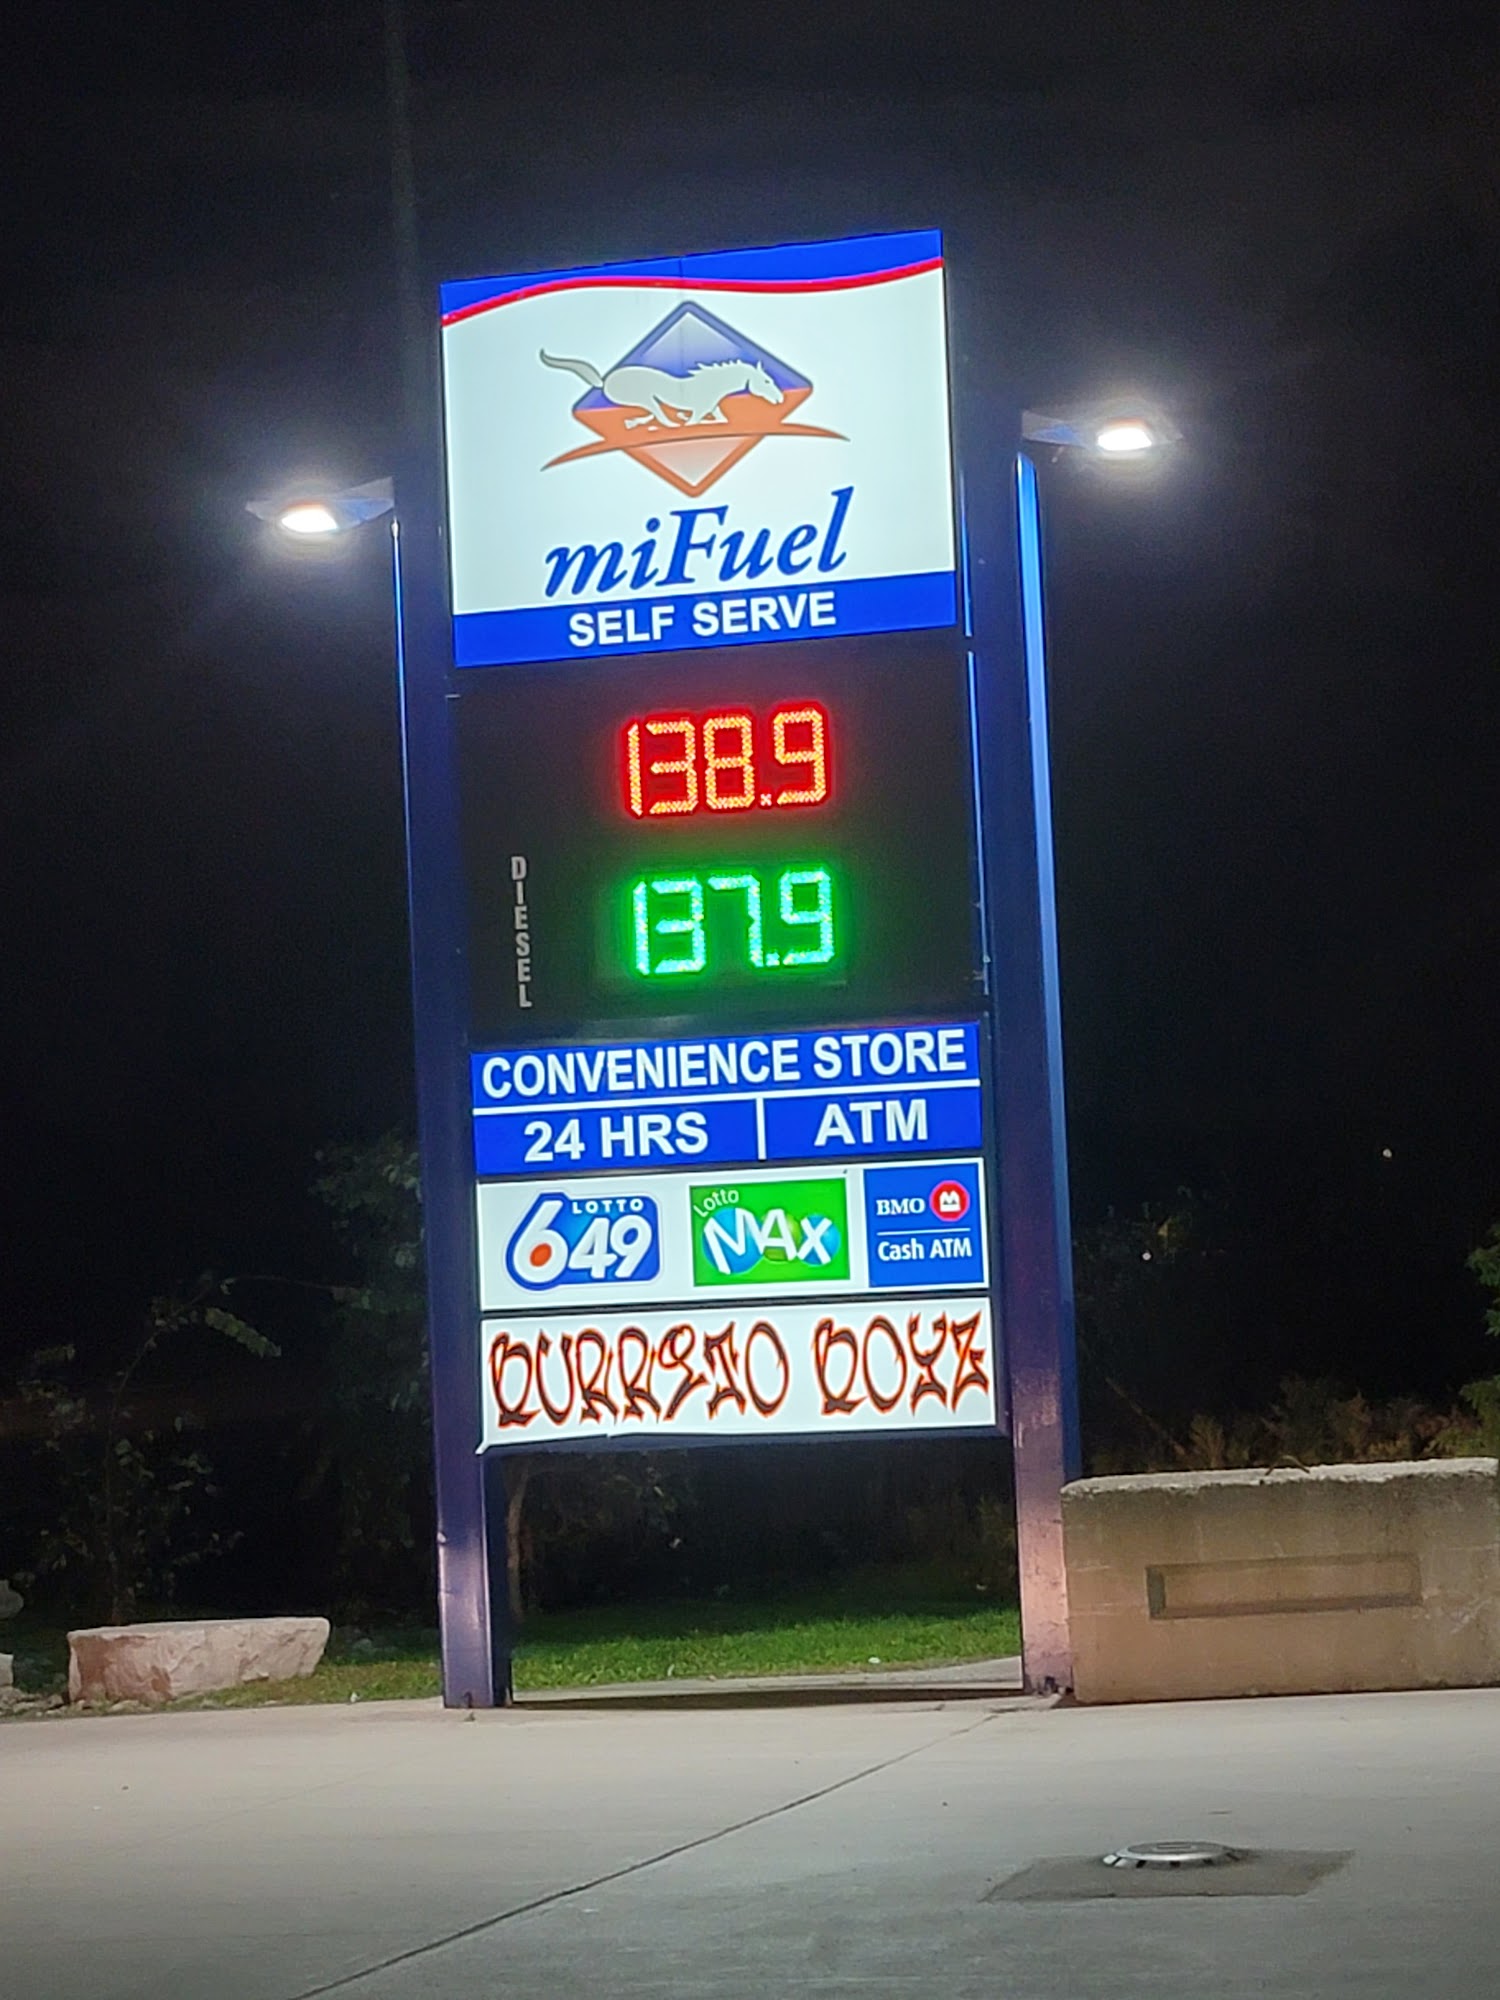 miFuel
SELF SERVE
138.9
DIESEL
137.9
CONVENIENCE STORE
24 HRS | ATM
LOTTO
649
Lotto
MAX
BMO
Cash ATM
BURRITO BOYZ